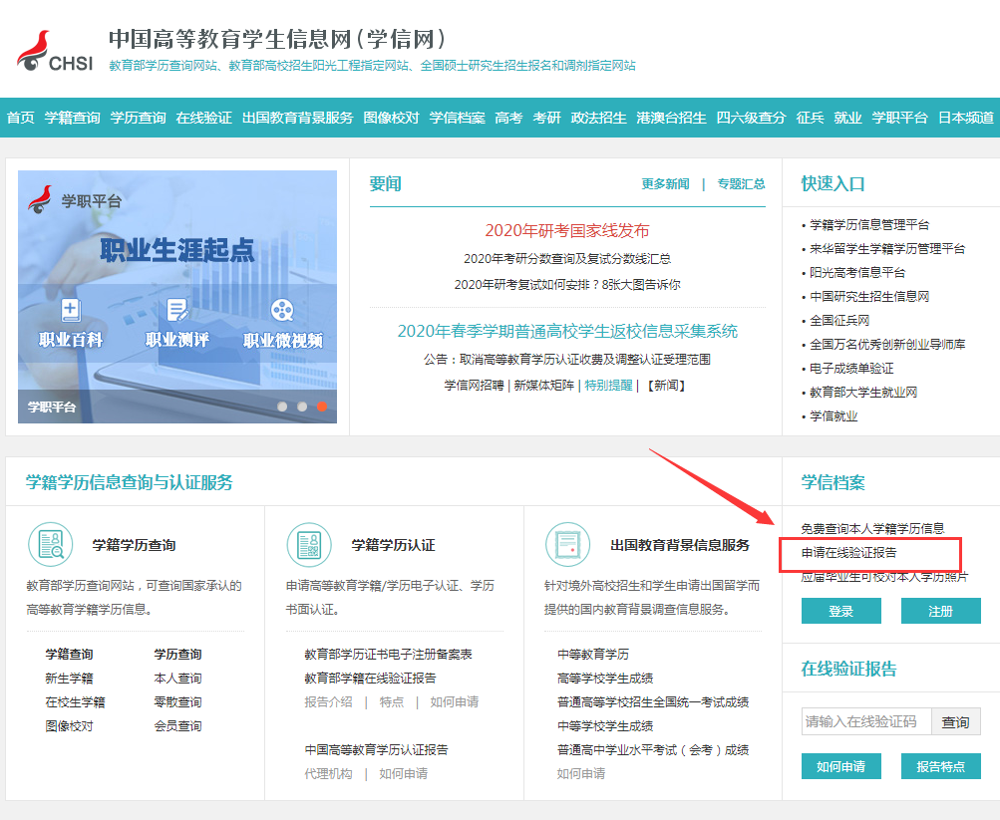 CHSI
中国高等教育学生信息网(学信网)
教育部学历查询网站、教育部高校招生阳光工程指定网站、全国硕士研究生招生报名和调剂指定网站
首页 学籍查询 学历查询 在线验证 出国教育背景服务 图像校对 学信档案 高考 考研 政法招生 港澳台招生 四六级查分 征兵 就业 学职平台 日本频道
学职平台
职业生涯起点
职业百科 职业测评 职业微视频
学职平台
要闻 更多新闻 | 专题汇总
2020年研考国家线发布
2020年考研分数查询及复试分数线汇总
2020年研考复试如何安排？8张大图告诉你
2020年春季学期普通高校学生返校信息采集系统
公告：取消高等教育学历认证收费及调整认证受理范围
学信网招聘 | 新媒体矩阵 | 特别提醒 | 【新闻】
快速入口
• 学籍学历信息管理平台
• 来华留学生学籍学历管理平台
• 阳光高考信息平台
• 中国研究生招生信息网
• 全国征兵网
• 全国万名优秀创新创业导师库
• 电子成绩单验证
• 教育部大学生就业网
• 学信就业
学籍学历信息查询与认证服务
学籍学历查询
教育部学历查询网站，可查询国家承认的
高等教育学籍学历信息。
学籍查询 学历查询
新生学籍 本人查询
在校生学籍 零散查询
图像校对 会员查询
学籍学历认证
申请高等教育学籍/学历电子认证、学历
书面认证。
教育部学历证书电子注册备案表
教育部学籍在线验证报告
报告介绍 | 特点 | 如何申请
中国高等教育学历认证报告
代理机构 | 如何申请
出国教育背景信息服务
针对境外高校招生和学生申请出国留学而
提供的国内教育背景调查信息服务。
中等教育学历
高等学校学生成绩
普通高等学校招生全国统一考试成绩
中等学校学生成绩
普通高中学业水平考试（会考）成绩
如何申请
学信档案
免费查询本人学籍学历信息
申请在线验证报告
应届毕业生可校对本人学历照片
登录 注册
在线验证报告
请输入在线验证码 查询
如何申请 报告特点